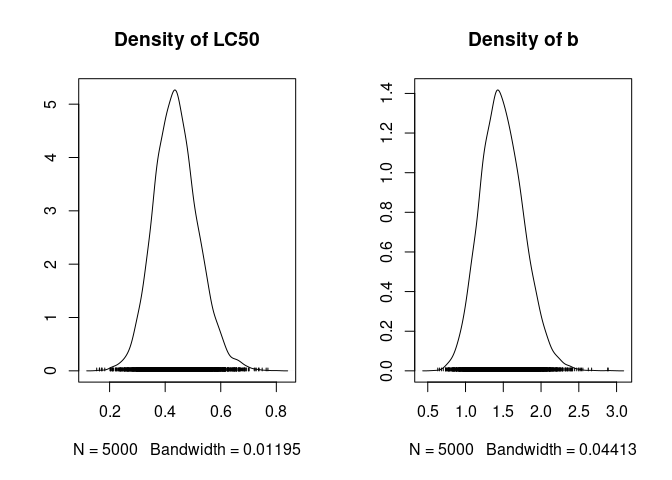 Density of LC50
5
4
3
2
1
0
0.2 0.4 0.6 0.8
N = 5000 Bandwidth = 0.01195
Density of b
1.4
1.2
1.0
0.8
0.6
0.4
0.2
0.0
0.5 1.0 1.5 2.0 2.5 3.0
N = 5000 Bandwidth = 0.04413